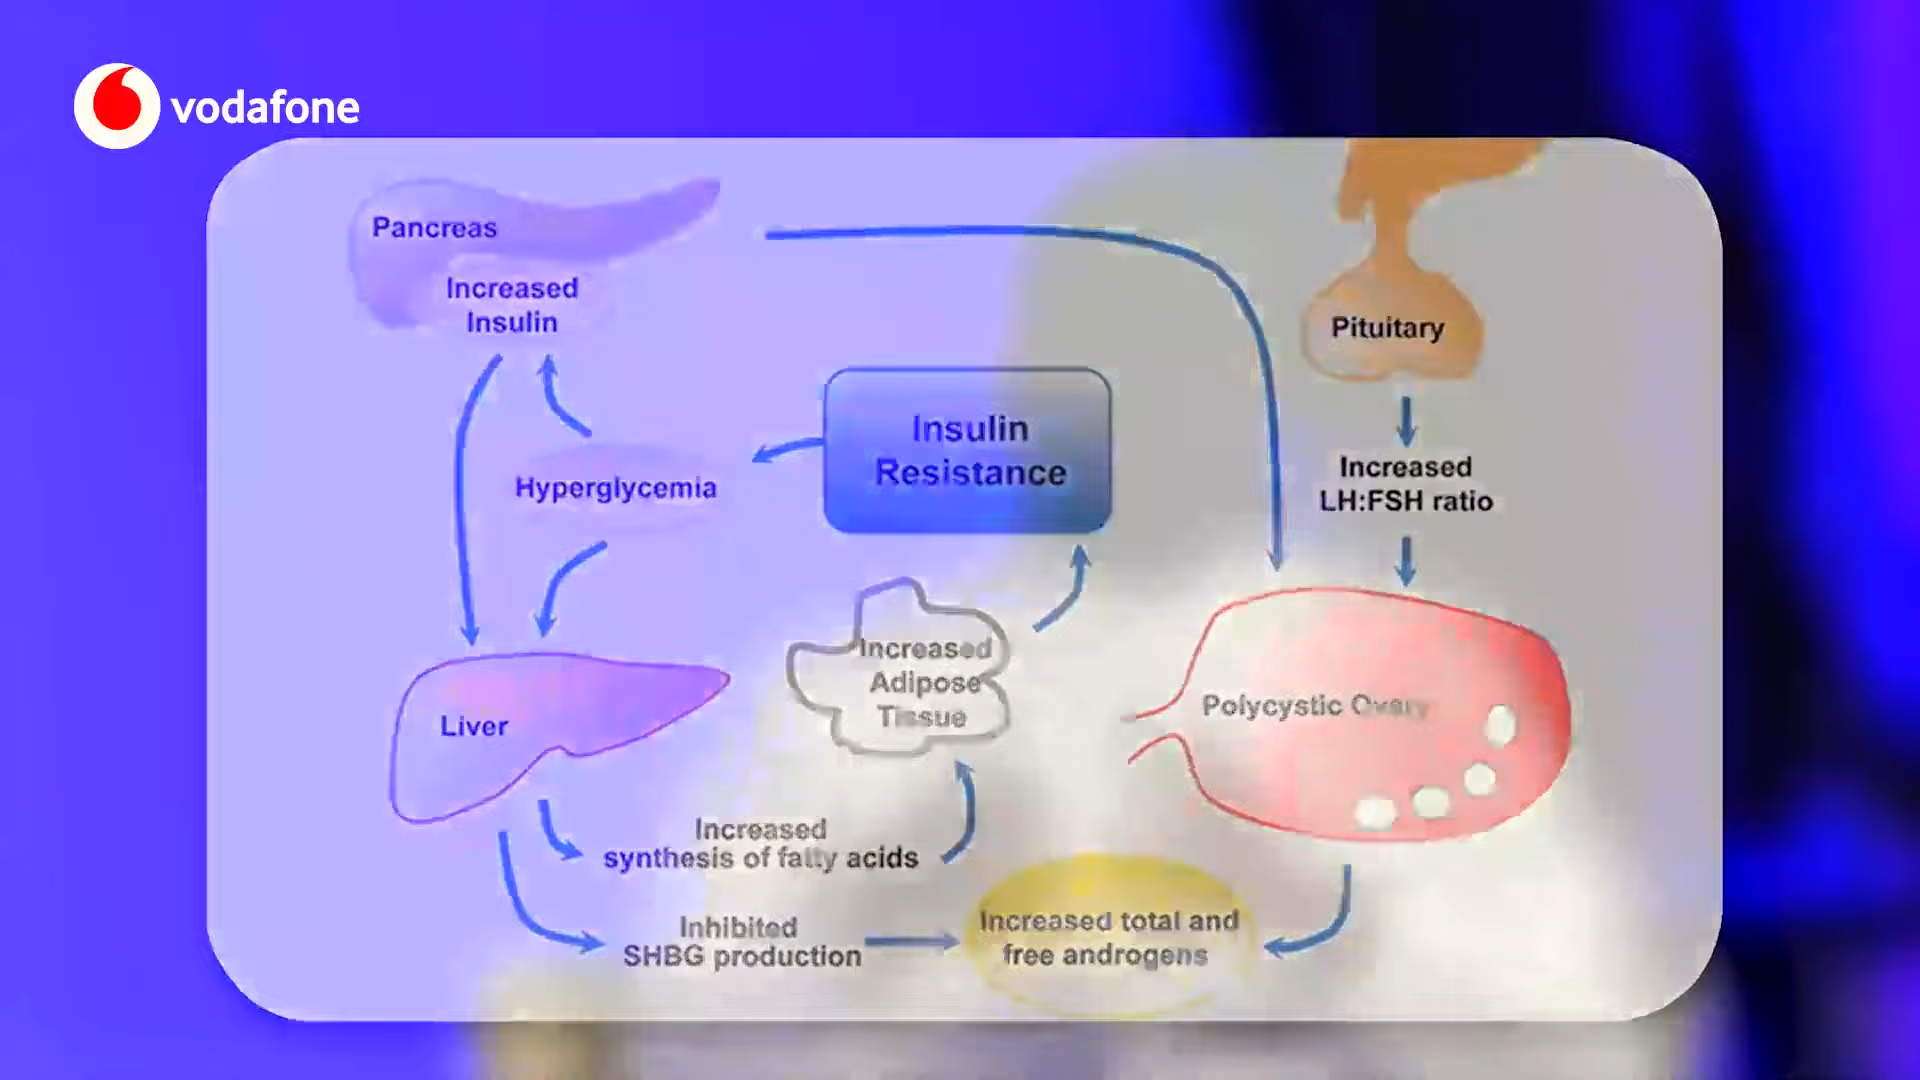 vodafone
Pancreas
Increased
Insulin
Pituitary
Insulin
Resistance
Increased
LH:FSH ratio
Hyperglycemia
Increased
Adipose
Tissue
Polycystic Ovary
Liver
Increased
synthesis of fatty acids
Inhibited
SHBG production
Increased total and
free androgens